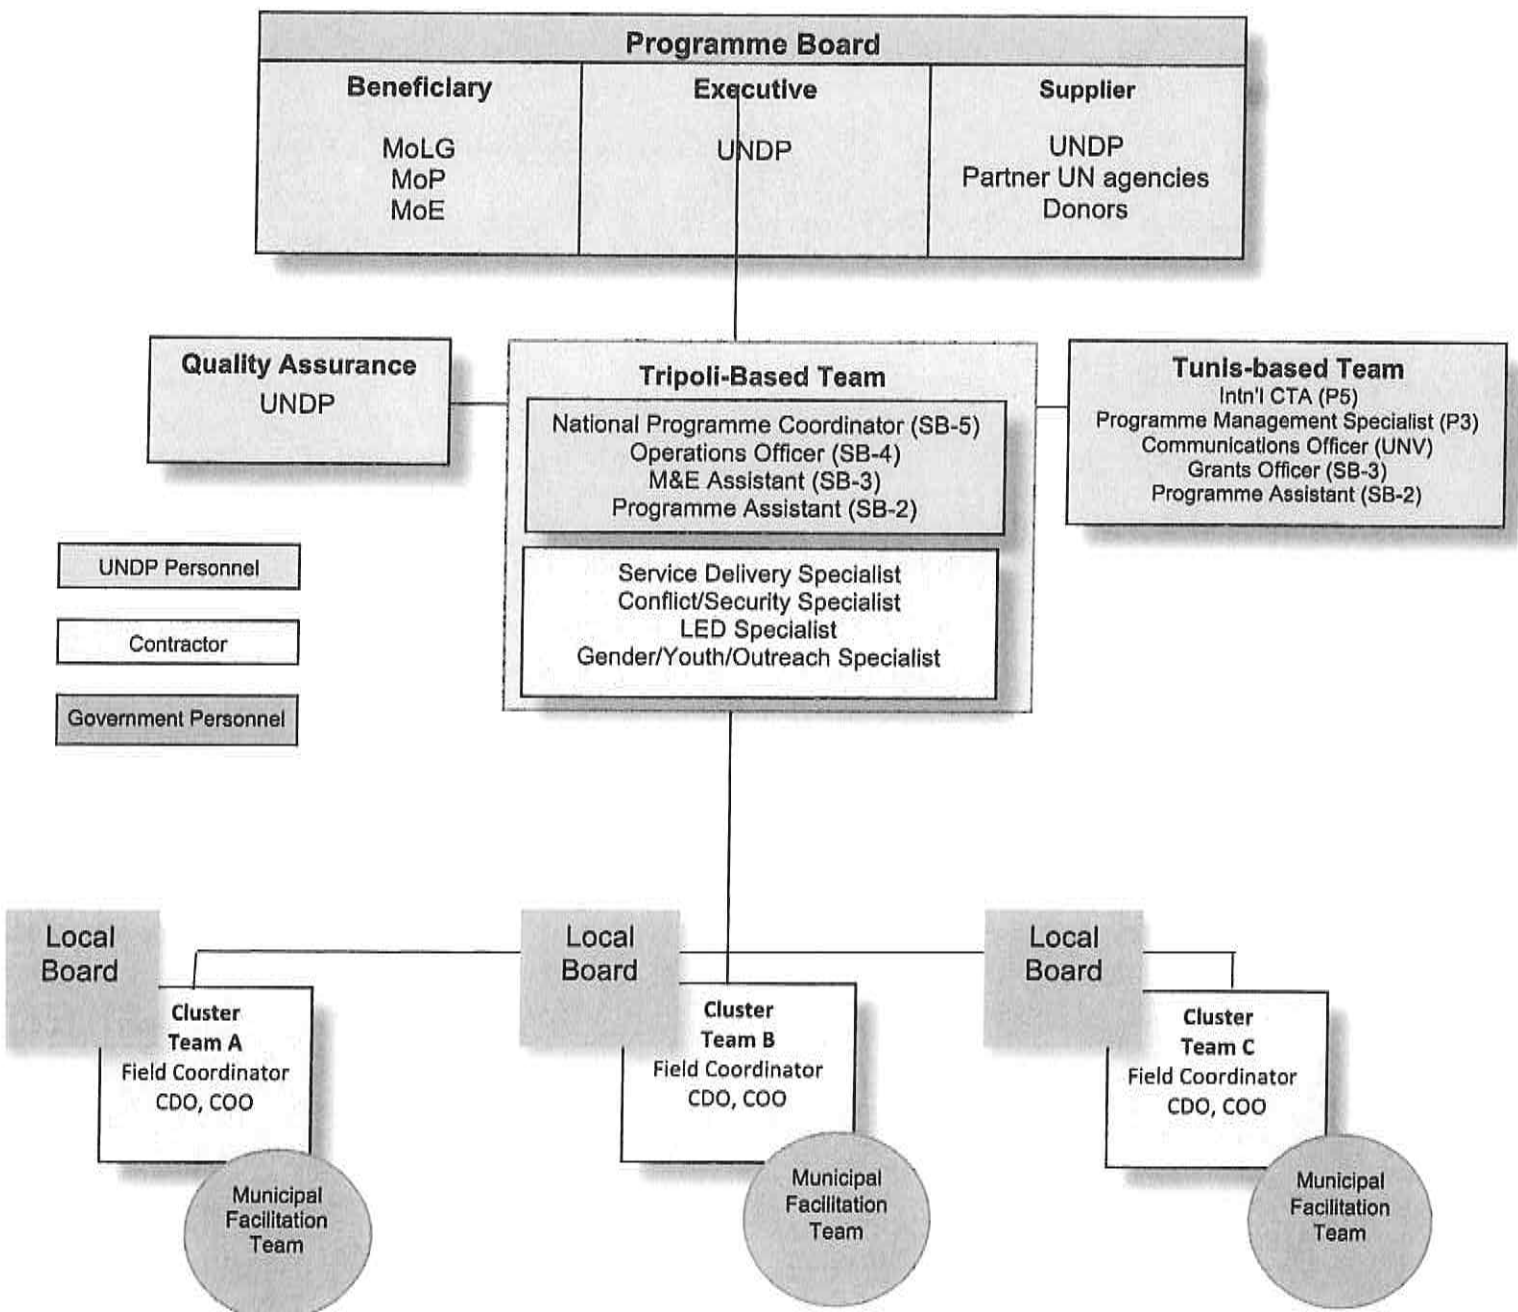 Programme Board
Beneficiary
MoLG
MoP
MoE
Executive
UNDP
Supplier
UNDP
Partner UN agencies
Donors
Quality Assurance
UNDP
Tripoli-Based Team
National Programme Coordinator (SB-5)
Operations Officer (SB-4)
M&E Assistant (SB-3)
Programme Assistant (SB-2)
Service Delivery Specialist
Conflict/Security Specialist
LED Specialist
Gender/Youth/Outreach Specialist
Tunis-based Team
Intn'l CTA (P5)
Programme Management Specialist (P3)
Communications Officer (UNV)
Grants Officer (SB-3)
Programme Assistant (SB-2)
UNDP Personnel
Contractor
Government Personnel
Local
Board
Cluster
Team A
Field Coordinator
CDO, COO
Municipal
Facilitation
Team
Local
Board
Cluster
Team B
Field Coordinator
CDO, COO
Municipal
Facilitation
Team
Local
Board
Cluster
Team C
Field Coordinator
CDO, COO
Municipal
Facilitation
Team